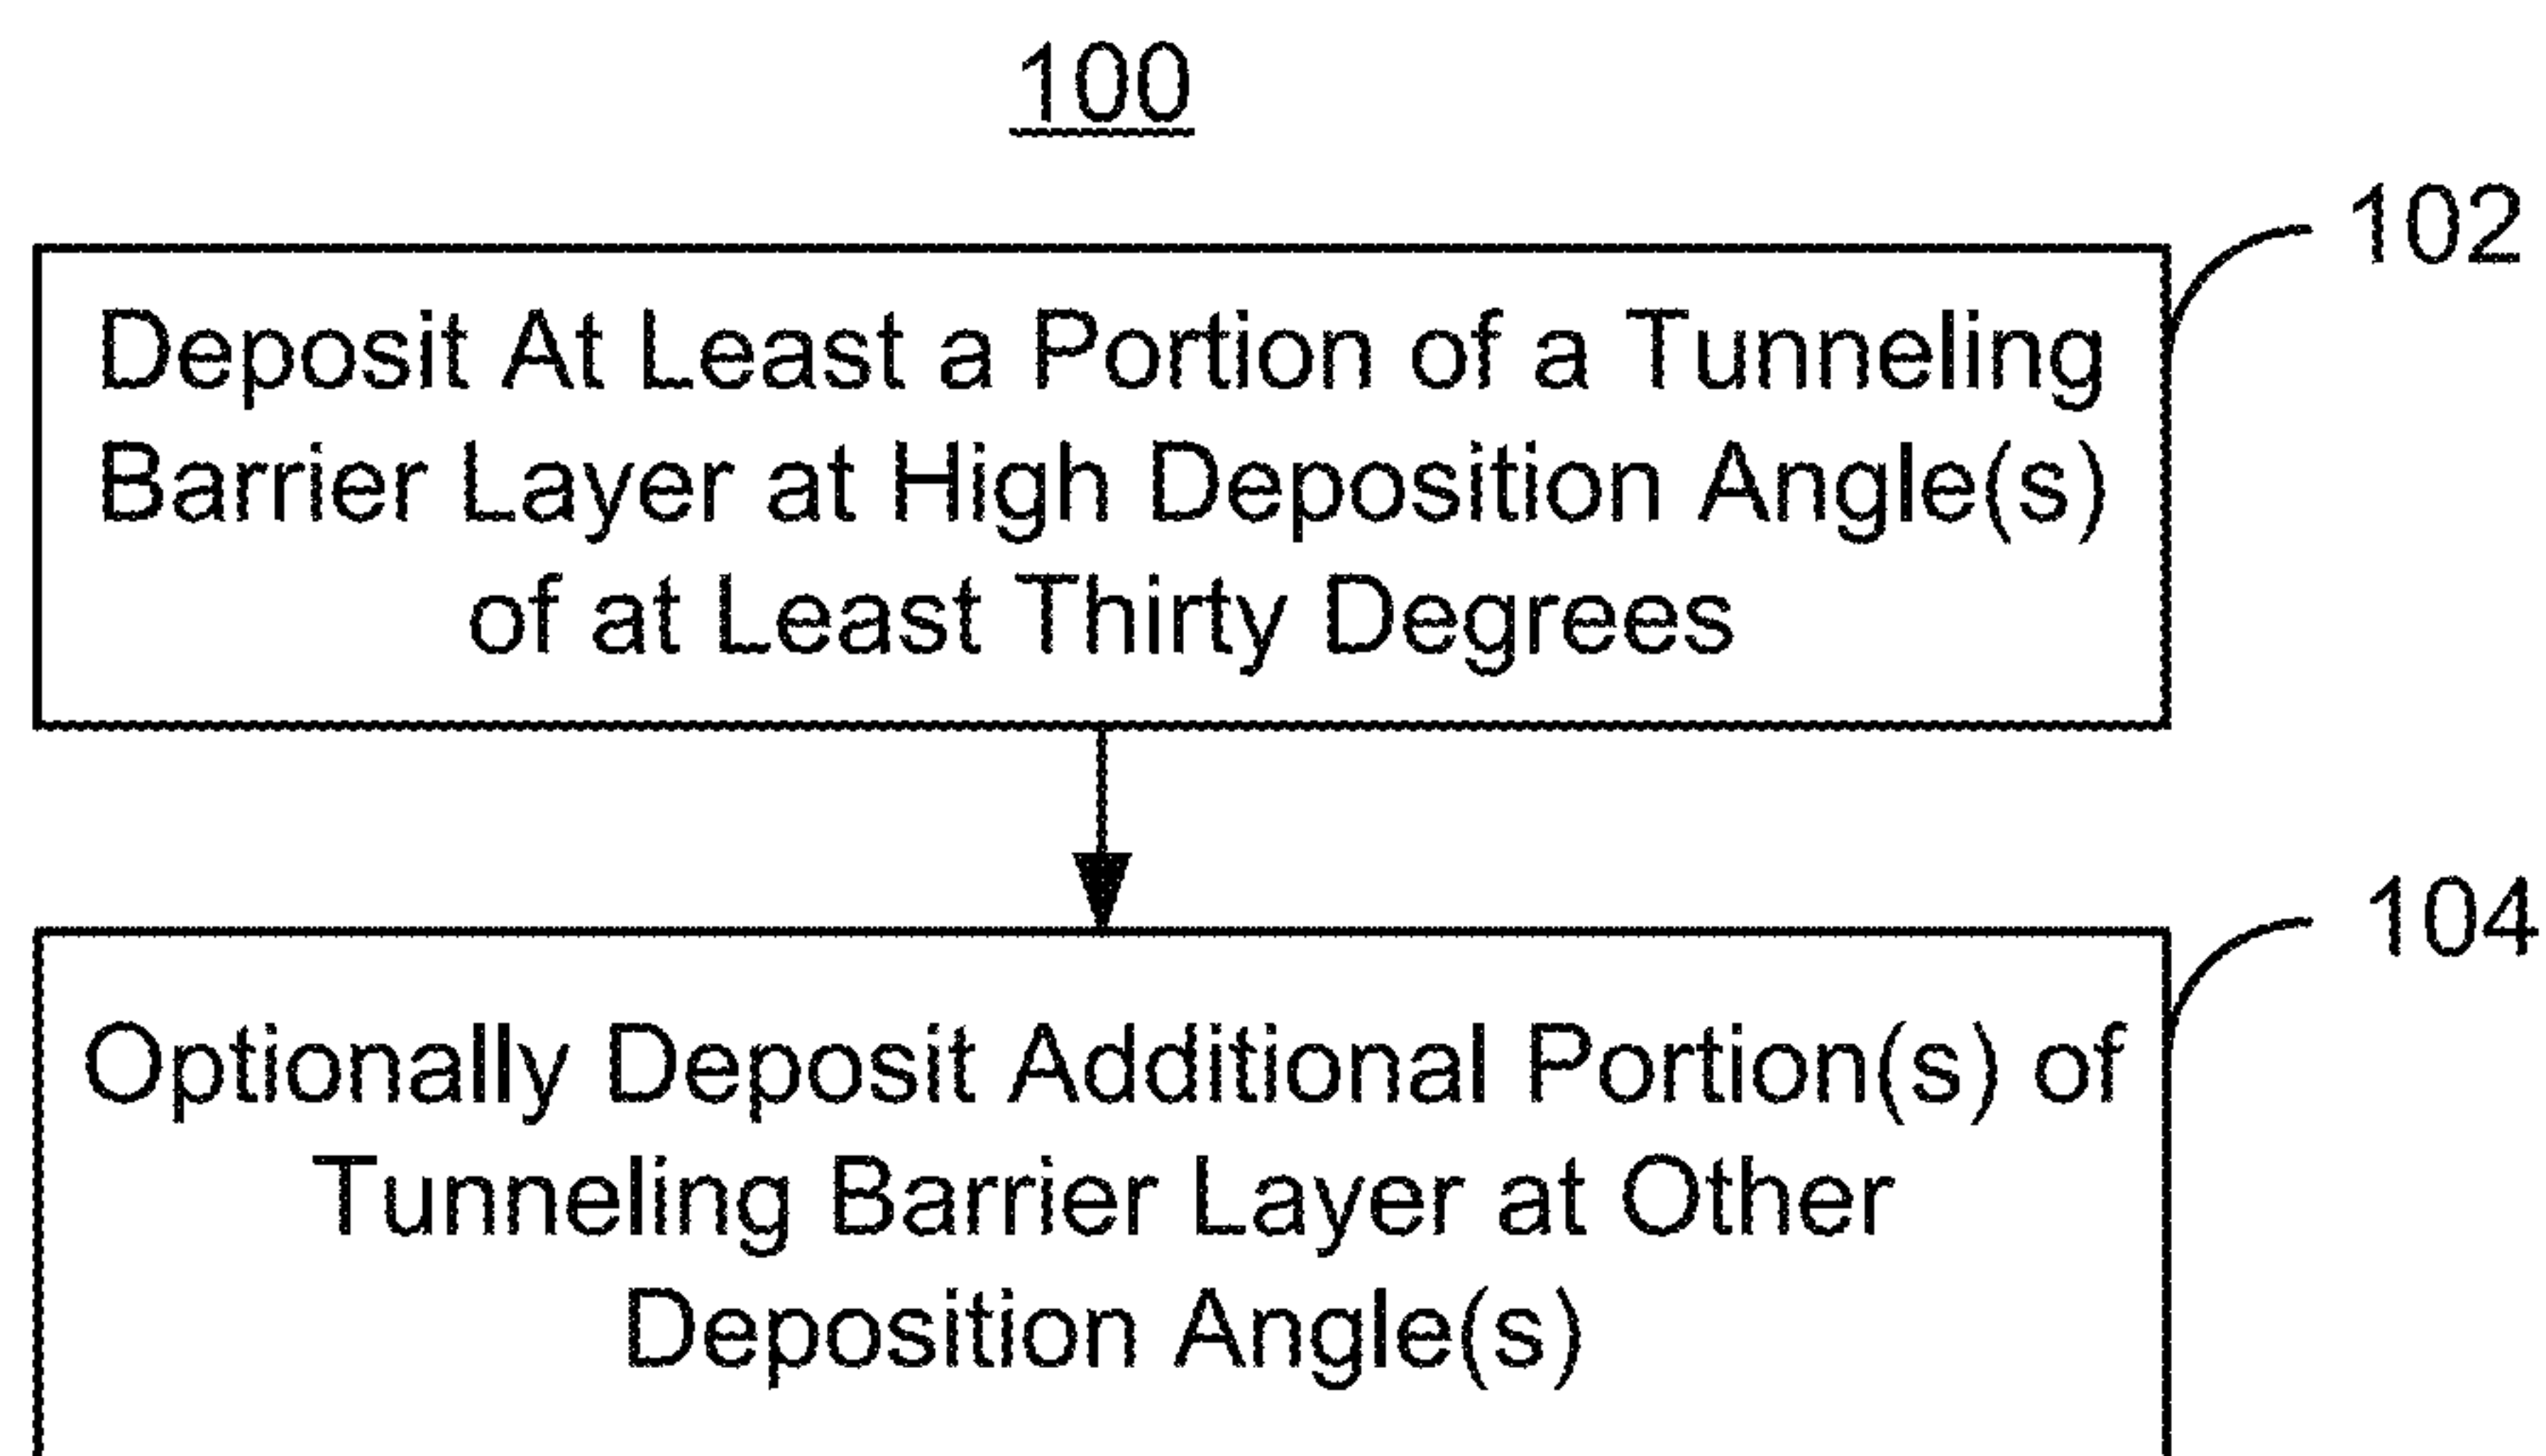 100
102
Deposit At Least a Portion of a Tunneling
Barrier Layer at High Deposition Angle(s)
of at Least Thirty Degrees
104
Optionally Deposit Additional Portion(s) of
Tunneling Barrier Layer at Other
Deposition Angle(s)